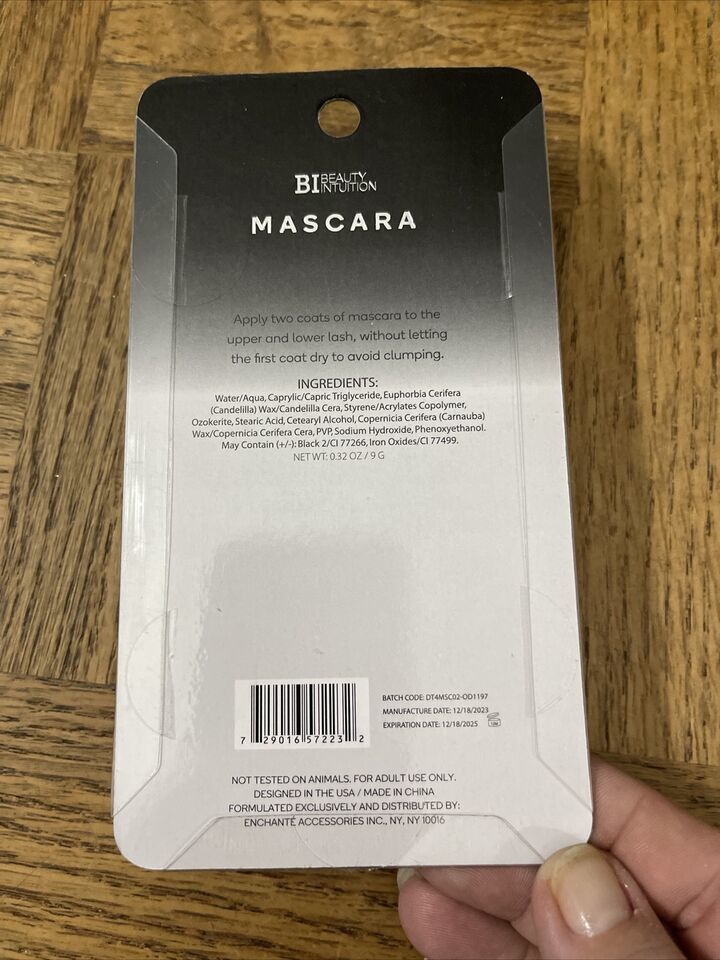 BI BEAUTY INTUITION
MASCARA
Apply two coats of mascara to the
upper and lower lash, without letting
the first coat dry to avoid clumping.
INGREDIENTS:
Water/Aqua, Caprylic/Capric Triglyceride, Euphorbia Cerifera
(Candelilla) Wax/Candelilla Cera, Styrene/Acrylates Copolymer,
Ozokerite, Stearic Acid, Cetearyl Alcohol, Copernicia Cerifera (Carnauba)
Wax/Copernicia Cerifera Cera, PVP, Sodium Hydroxide, Phenoxyethanol.
May Contain (+/-): Black 2/CI 77266, Iron Oxides/CI 77499.
NET WT: 0.32 OZ / 9 G
BATCH CODE: DT4MSC02-OD1197
MANUFACTURE DATE: 12/18/2023
EXPIRATION DATE: 12/18/2025
7 29016 57223 2
NOT TESTED ON ANIMALS. FOR ADULT USE ONLY.
DESIGNED IN THE USA / MADE IN CHINA
FORMULATED EXCLUSIVELY AND DISTRIBUTED BY:
ENCHANTÉ ACCESSORIES INC., NY, NY 10016